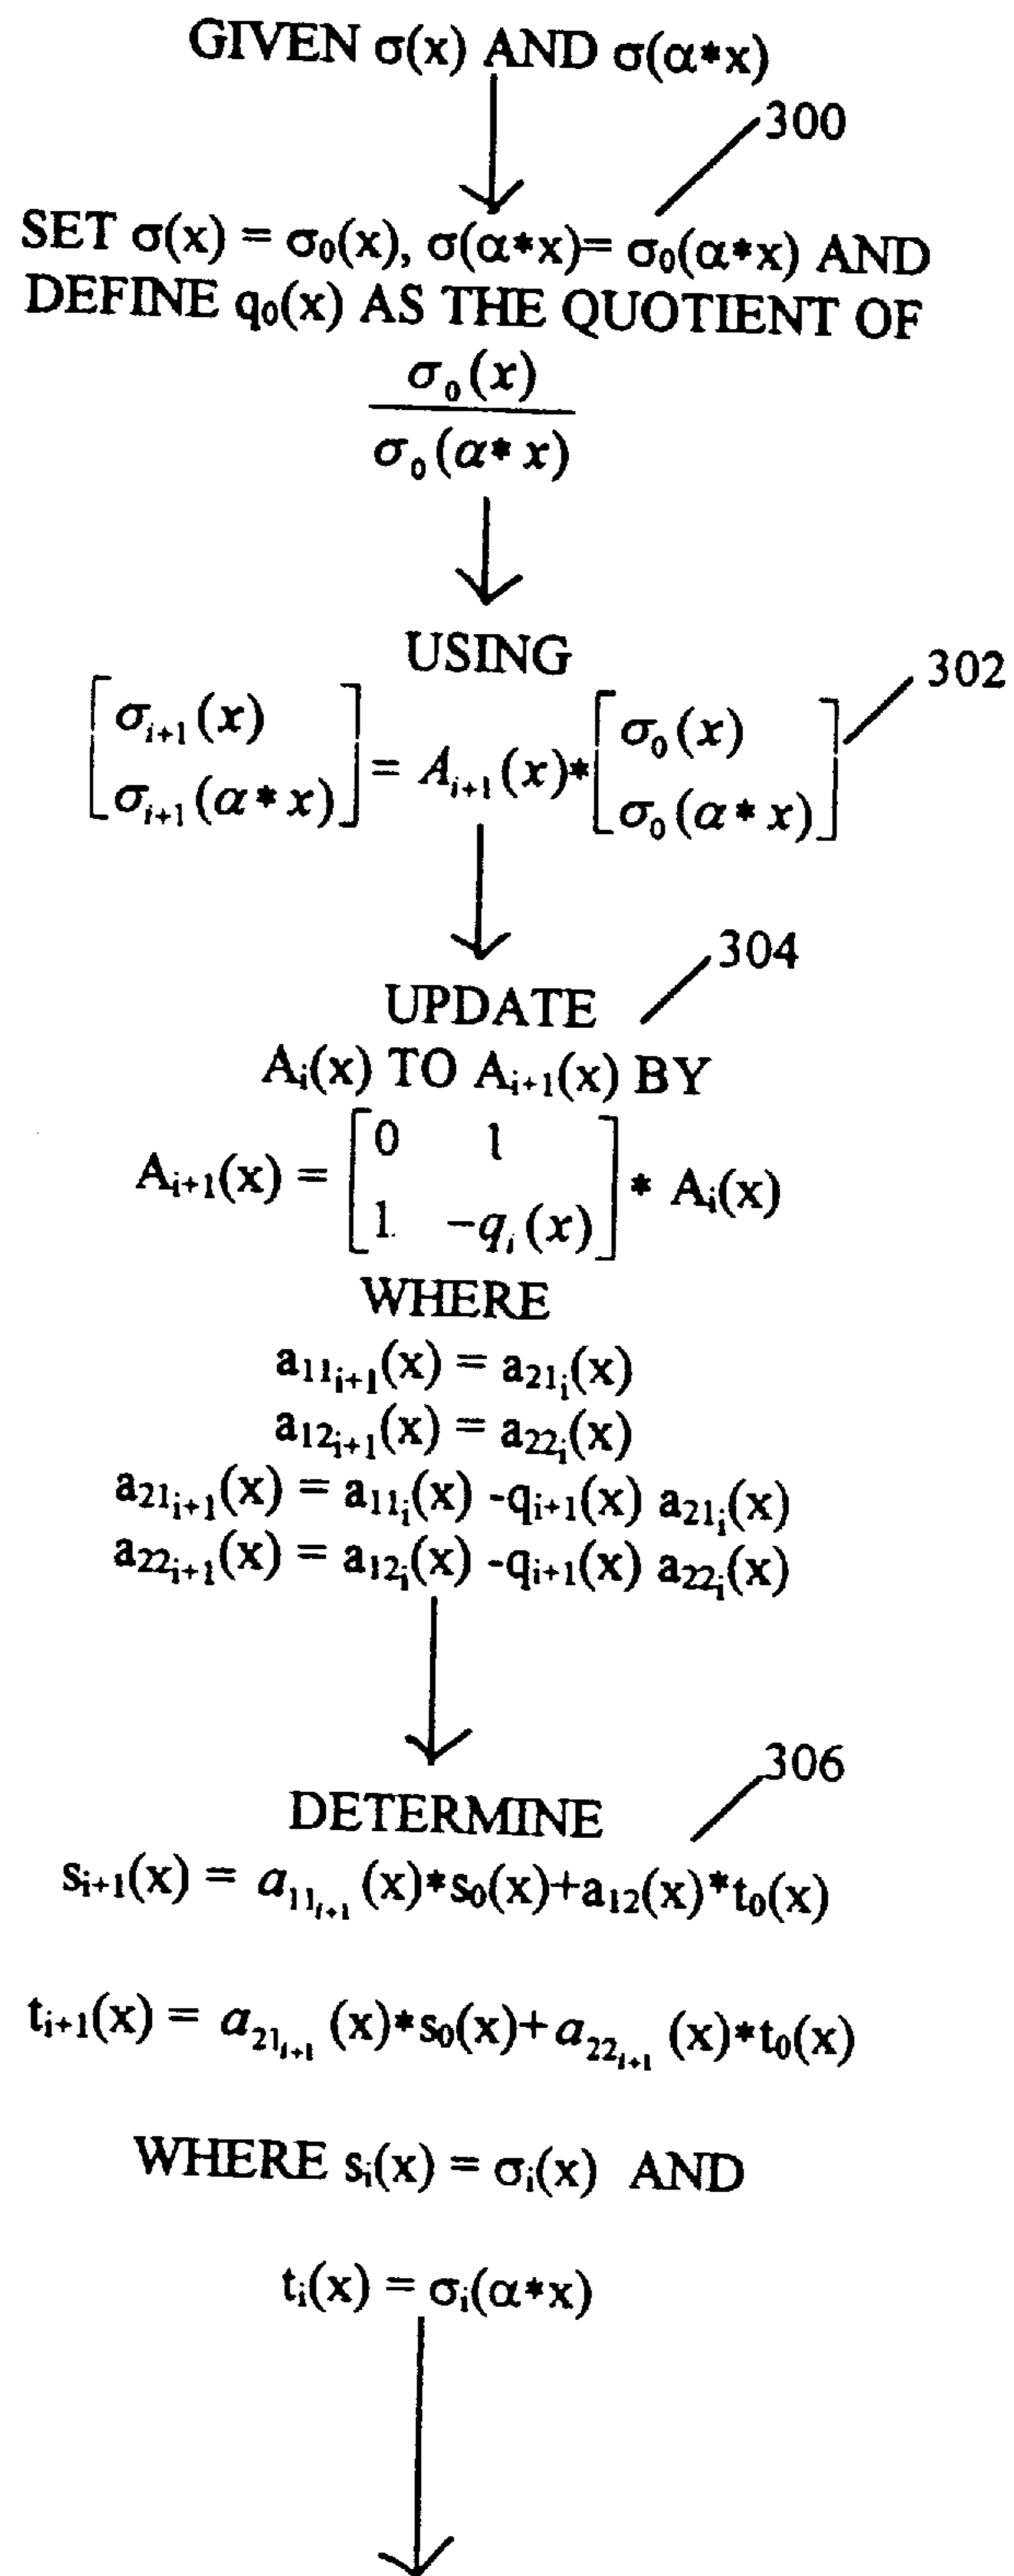 GIVEN σ(x) AND σ(α*x)
300
SET σ(x) = σ₀(x), σ(α*x)= σ₀(α*x) AND
DEFINE q₀(x) AS THE QUOTIENT OF
σ₀(x)
σ₀(α* x)
USING
302
[σᵢ₊₁(x)] = Aᵢ₊₁(x)* [σ₀(x)]
[σᵢ₊₁(α* x)] [σ₀(α* x)]
304
UPDATE
Aᵢ(x) TO Aᵢ₊₁(x) BY
Aᵢ₊₁(x) = [0 1; 1 -qᵢ(x)] * Aᵢ(x)
WHERE
a₁₁ᵢ₊₁(x) = a₂₁ᵢ(x)
a₁₂ᵢ₊₁(x) = a₂₂ᵢ(x)
a₂₁ᵢ₊₁(x) = a₁₁ᵢ(x) -qᵢ₊₁(x) a₂₁ᵢ(x)
a₂₂ᵢ₊₁(x) = a₁₂ᵢ(x) -qᵢ₊₁(x) a₂₂ᵢ(x)
306
DETERMINE
sᵢ₊₁(x) = a₁₁ᵢ₊₁(x)*s₀(x)+a₁₂(x)*t₀(x)
tᵢ₊₁(x) = a₂₁ᵢ₊₁(x)*s₀(x)+a₂₂ᵢ₊₁(x)*t₀(x)
WHERE sᵢ(x) = σᵢ(x) AND
tᵢ(x) = σᵢ(α*x)